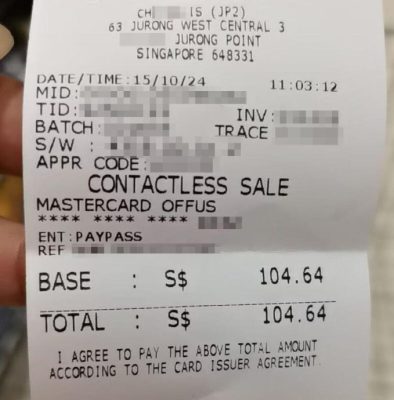 IS (JP2)
63 JURONG WEST CENTRAL 3
JURONG POINT
SINGAPORE 648331
DATE/TIME:15/10/24 11:03:12
MID:
TID: INV:
BATCH: TRACE
S/W :
APPR CODE:
CONTACTLESS SALE
MASTERCARD OFFUS
**** **** ****
ENT:PAYPASS
REF
BASE : S$ 104.64
TOTAL : S$ 104.64
I AGREE TO PAY THE ABOVE TOTAL AMOUNT
ACCORDING TO THE CARD ISSUER AGREEMENT.